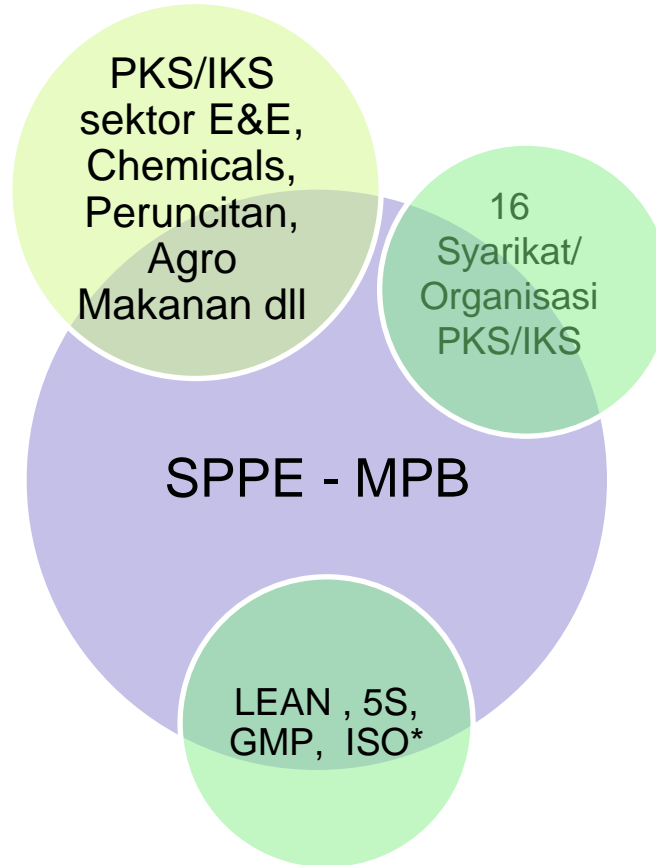 PKS/IKS
sektor E&E,
Chemicals,
Peruncitan,
Agro
Makanan dll
16
Syarikat/
Organisasi
PKS/IKS
SPPE - MPB
LEAN , 5S,
GMP, ISO*